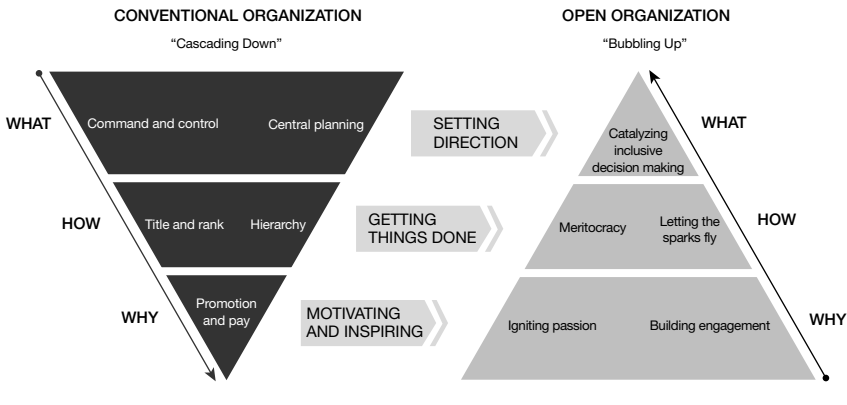 CONVENTIONAL ORGANIZATION
“Cascading Down”
WHAT
Command and control
Central planning
HOW
Title and rank
Hierarchy
WHY
Promotion
and pay
SETTING
DIRECTION
GETTING
THINGS DONE
MOTIVATING
AND INSPIRING
OPEN ORGANIZATION
“Bubbling Up”
Catalyzing
inclusive
decision making
WHAT
Meritocracy
Letting the
sparks fly
HOW
Igniting passion
Building engagement
WHY